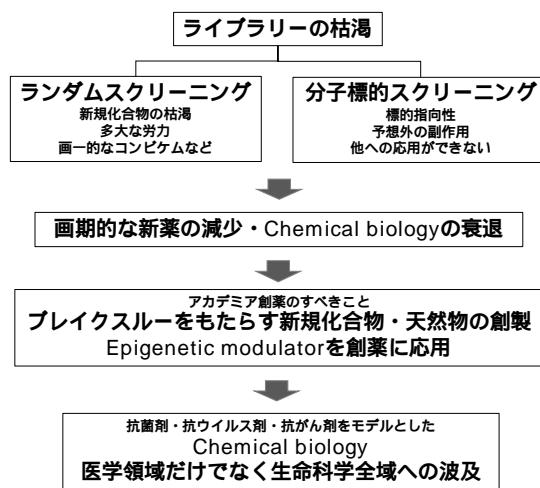 ライブラリーの枯渇
ランダムスクリーニング
新規化合物の枯渇
多大な労力
画一的なコンビケムなど
分子標的スクリーニング
標的指向性
予想外の副作用
他への応用ができない
画期的な新薬の減少・Chemical biologyの衰退
アカデミア創薬のすべきこと
ブレイクスルーをもたらす新規化合物・天然物の創製
Epigenetic modulatorを創薬に応用
抗菌剤・抗ウイルス剤・抗がん剤をモデルとした
Chemical biology
医学領域だけでなく生命科学全域への波及